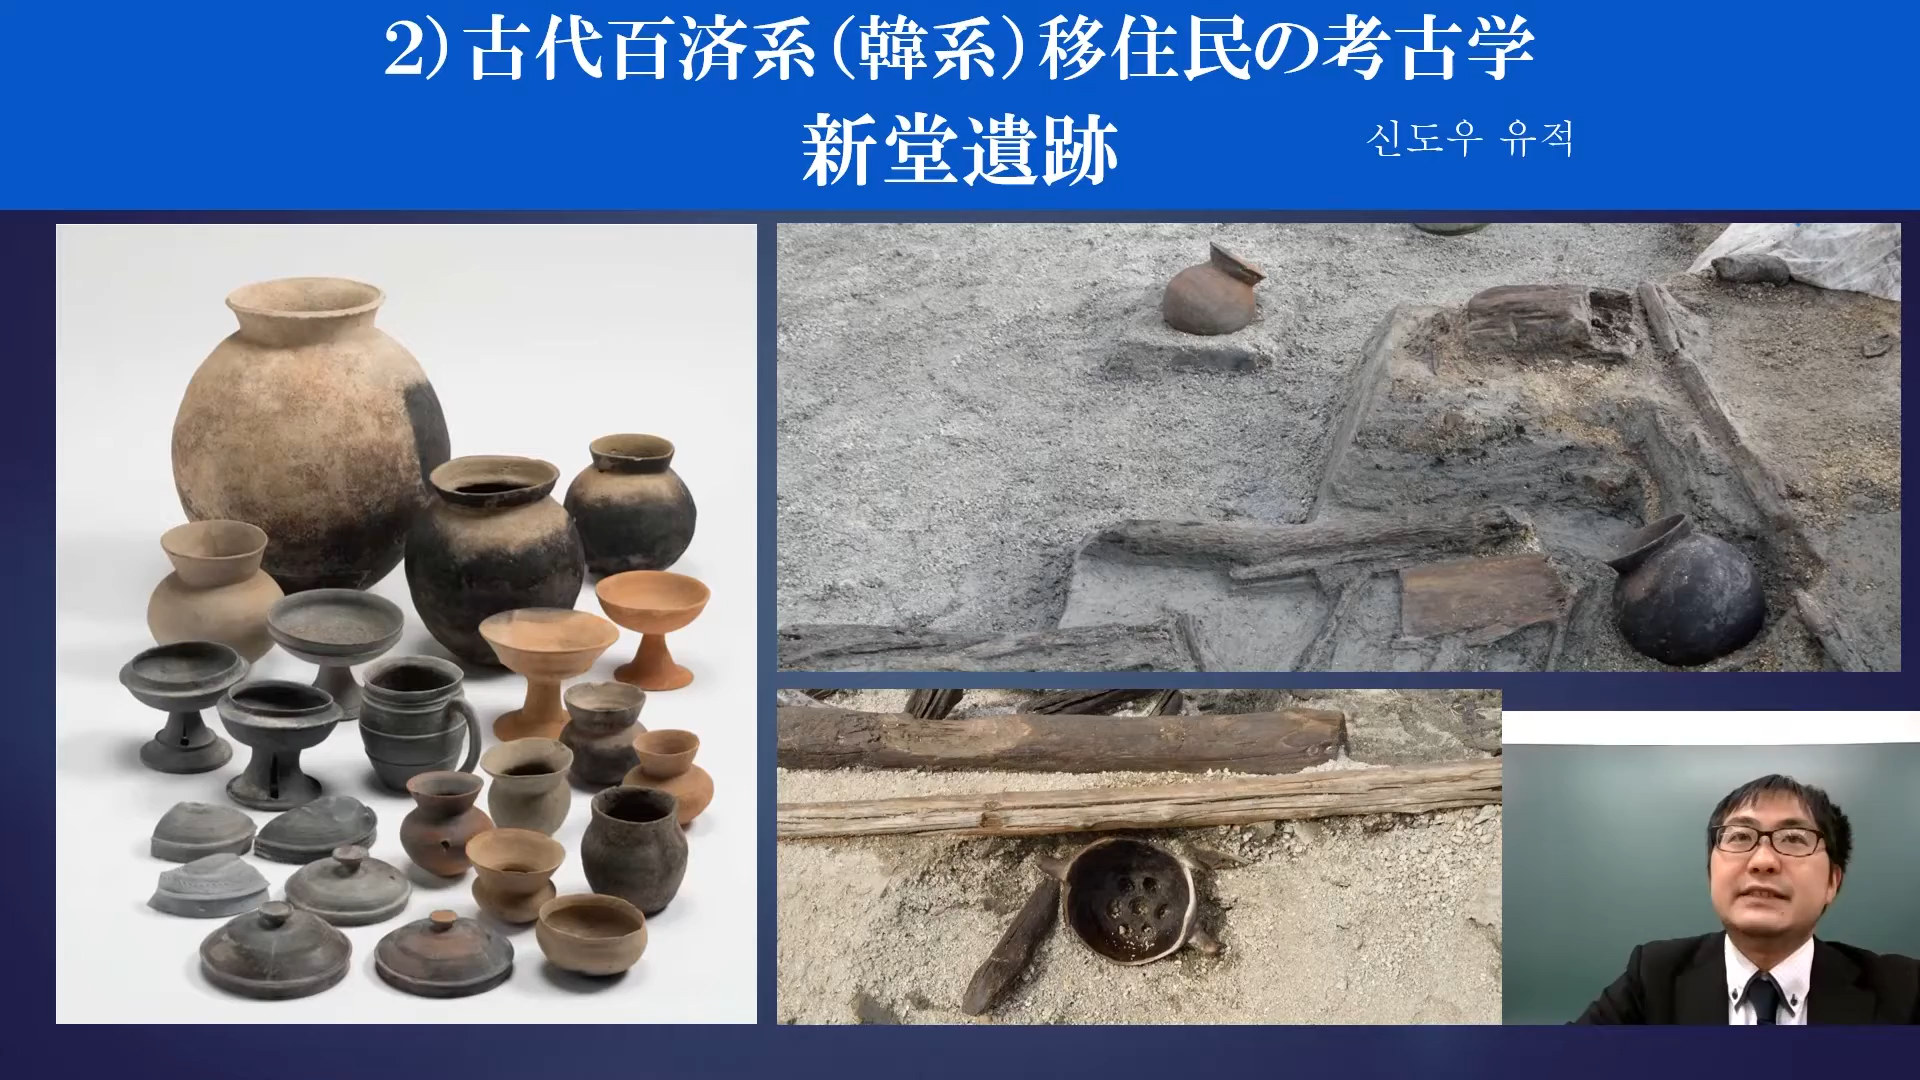 2）古代百済系（韓系）移住民の考古学
新堂遺跡
신도우 유적